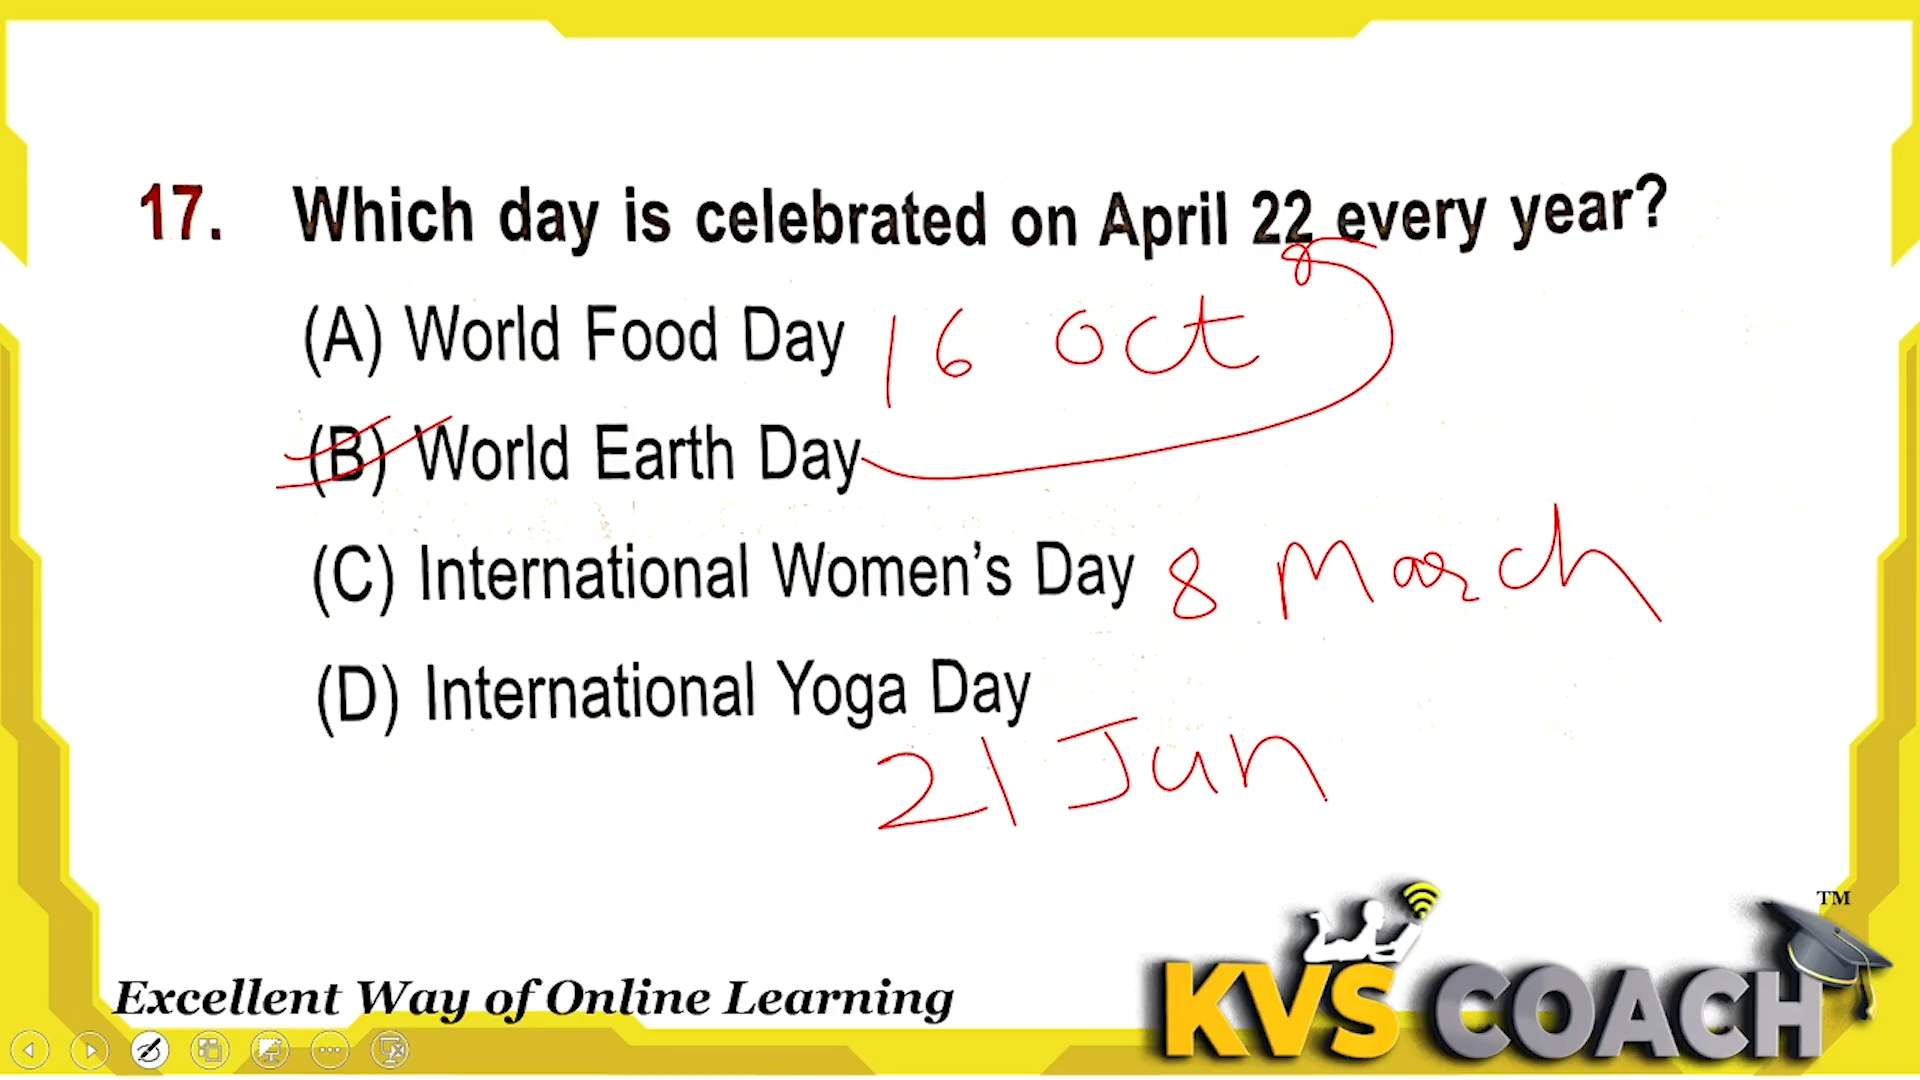 17. Which day is celebrated on April 22 every year?
(A) World Food Day 16 Oct
(B) World Earth Day
(C) International Women's Day 8 March
(D) International Yoga Day
21 Jun
Excellent Way of Online Learning
KVS COACH TM